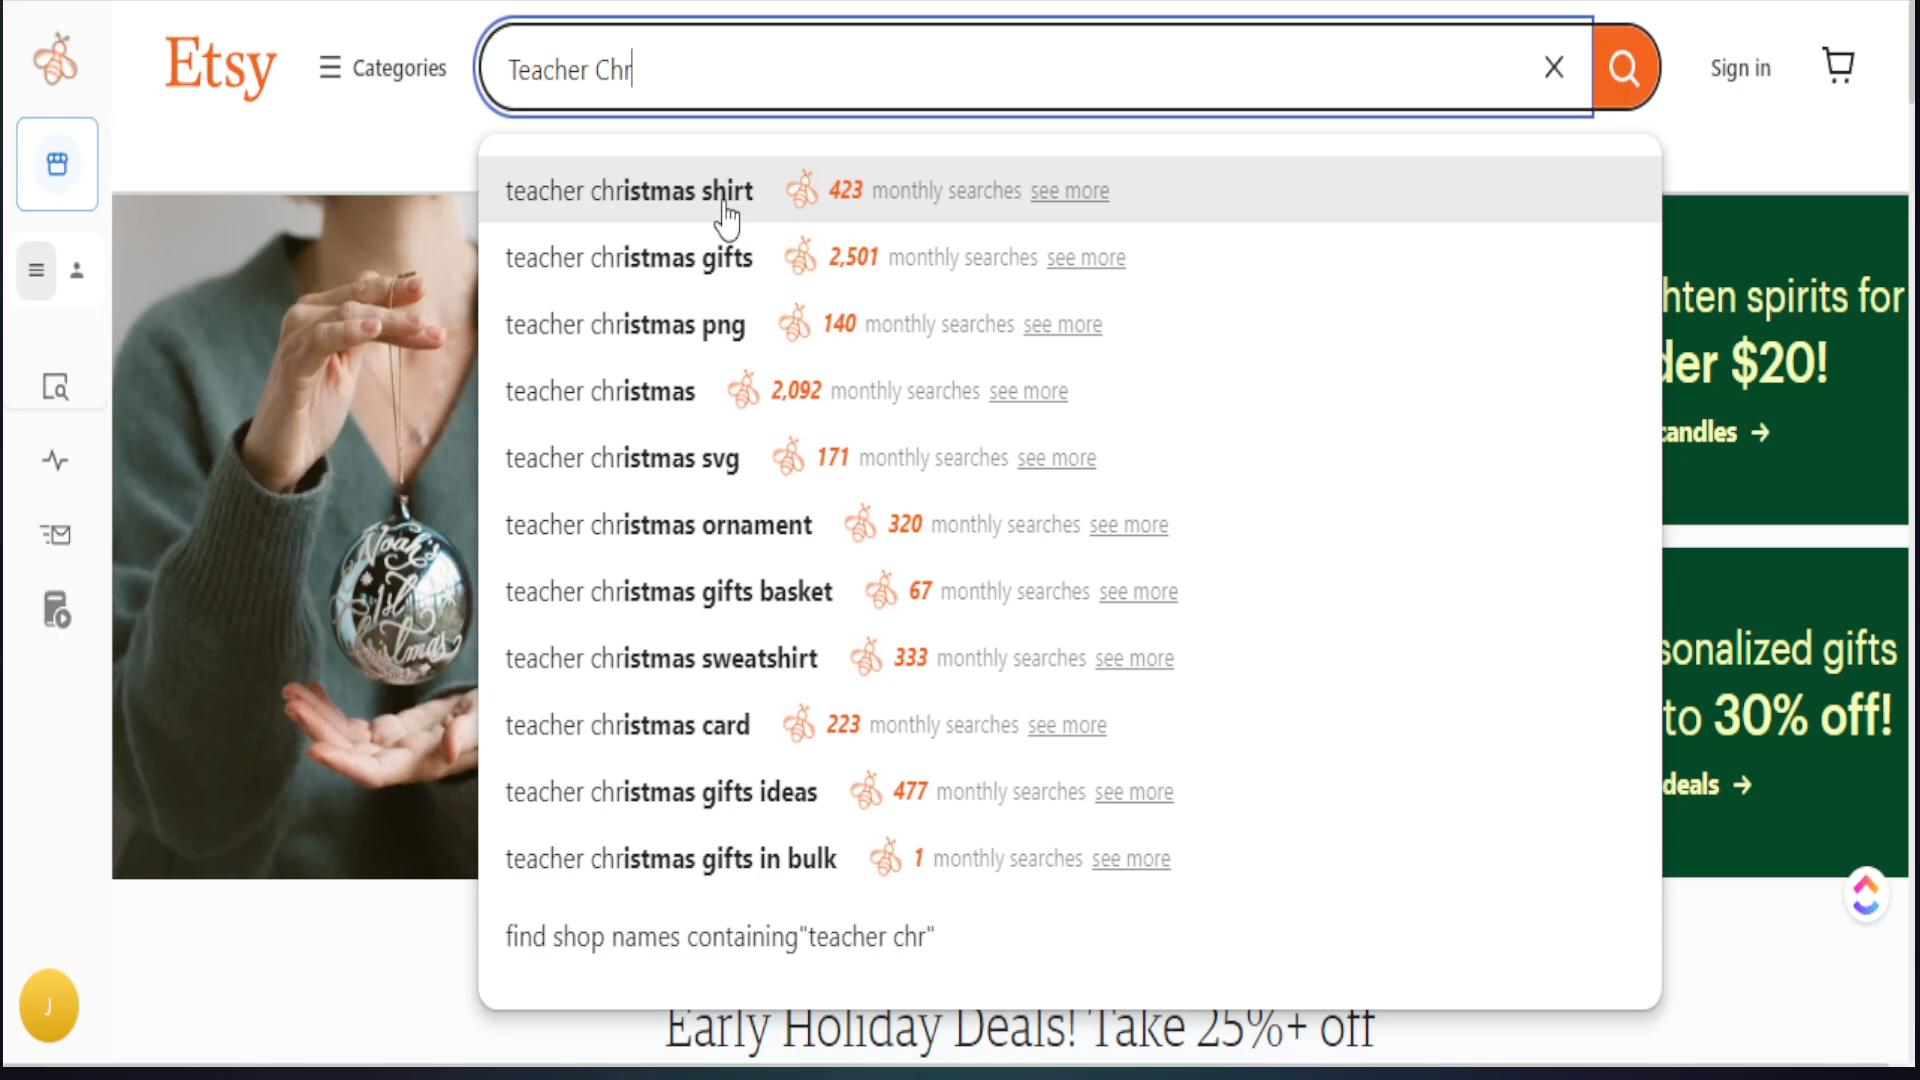 Etsy
Categories
Teacher Chr
Sign in
teacher christmas shirt 423 monthly searches see more
teacher christmas gifts 2,501 monthly searches see more
teacher christmas png 140 monthly searches see more
teacher christmas 2,092 monthly searches see more
teacher christmas svg 171 monthly searches see more
teacher christmas ornament 320 monthly searches see more
teacher christmas gifts basket 67 monthly searches see more
teacher christmas sweatshirt 333 monthly searches see more
teacher christmas card 223 monthly searches see more
teacher christmas gifts ideas 477 monthly searches see more
teacher christmas gifts in bulk 1 monthly searches see more
find shop names containing"teacher chr"
Noah's
1st
Christmas
hten spirits for
der $20!
candles →
sonalized gifts
to 30% off!
deals →
J
Early Holiday Deals! Take 25%+ off